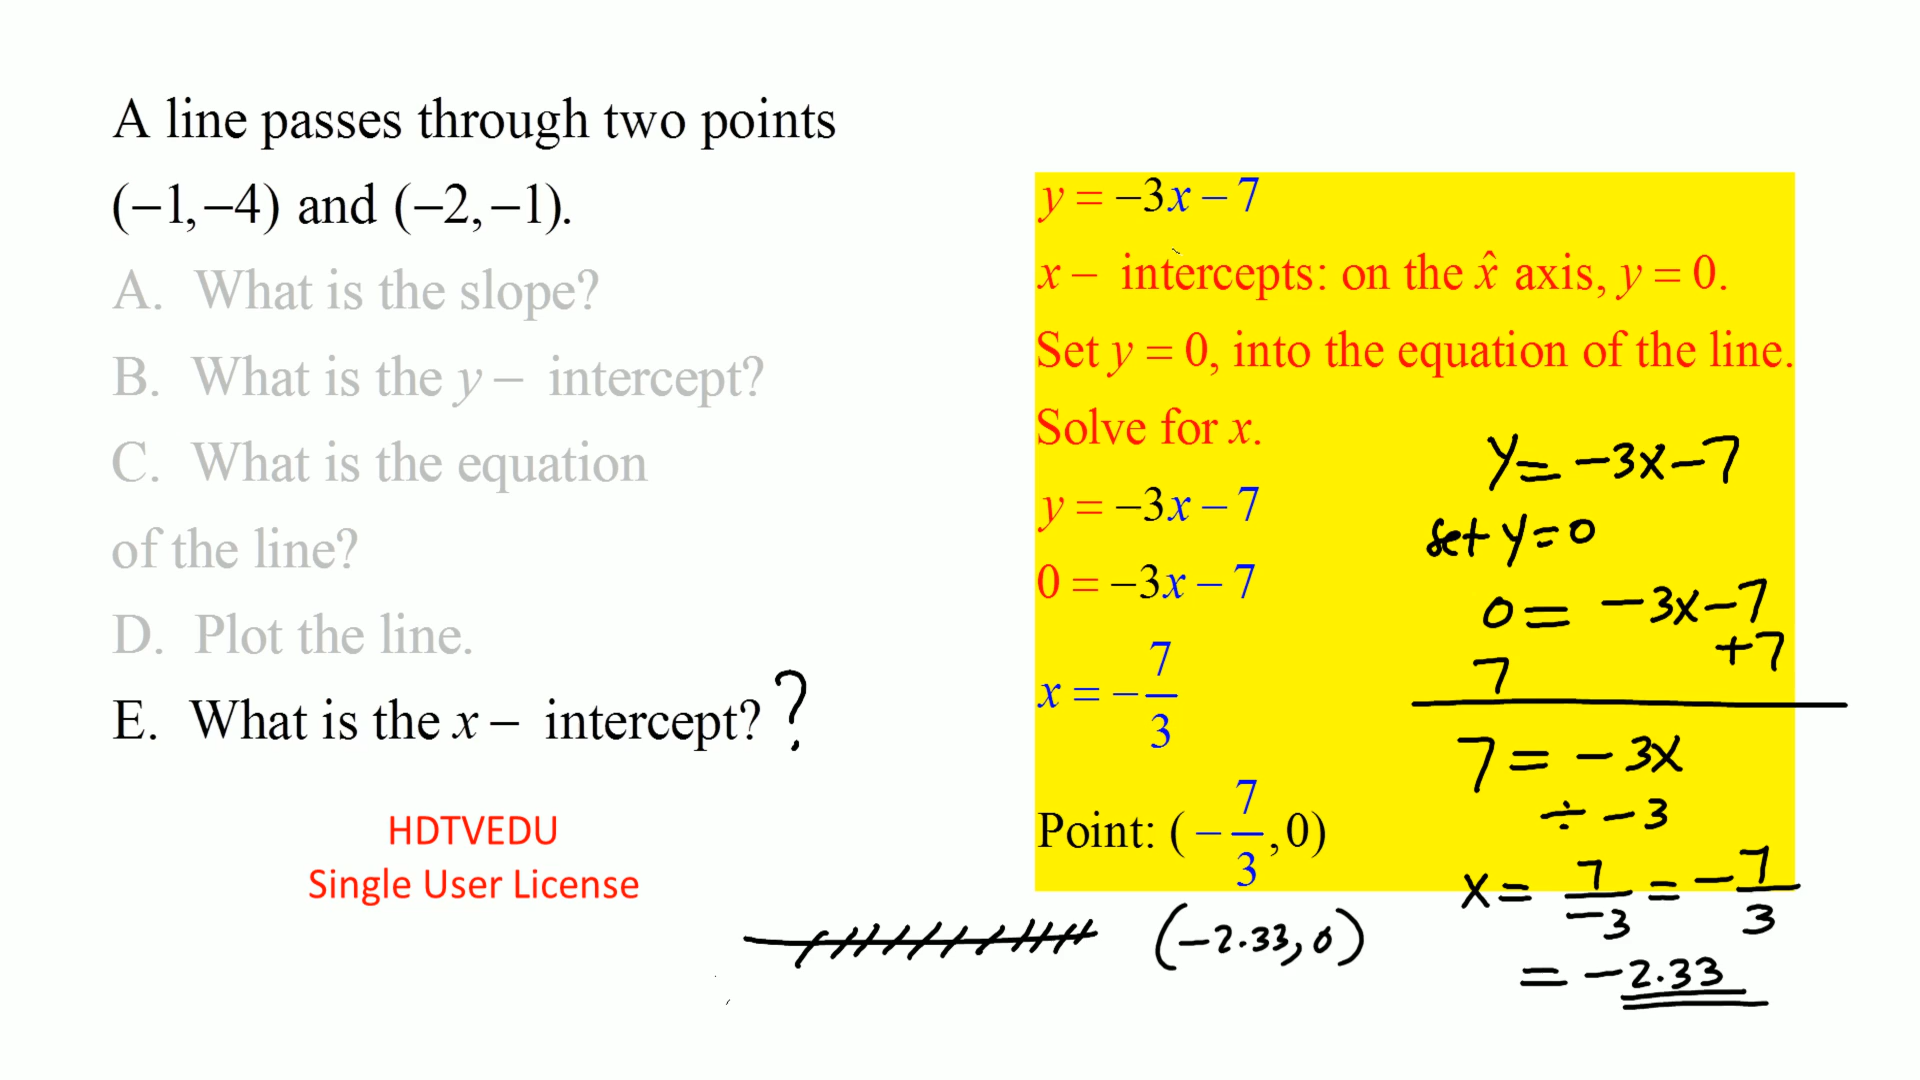 A line passes through two points
(−1,−4) and (−2,−1).
A. What is the slope?
B. What is the y − intercept?
C. What is the equation
of the line?
D. Plot the line.
E. What is the x − intercept? ?
HDTVEDU
Single User License
y = −3x − 7
x − intercepts: on the x̂ axis, y = 0.
Set y = 0, into the equation of the line.
Solve for x.
y = −3x − 7
0 = −3x − 7
x = −7/3
Point: (−7/3, 0)
y = −3x − 7
set y = 0
0 = −3x − 7
+7
7
7 = −3x
÷ −3
x = 7/−3 = −7/3
= −2.33
(−2.33, 0)